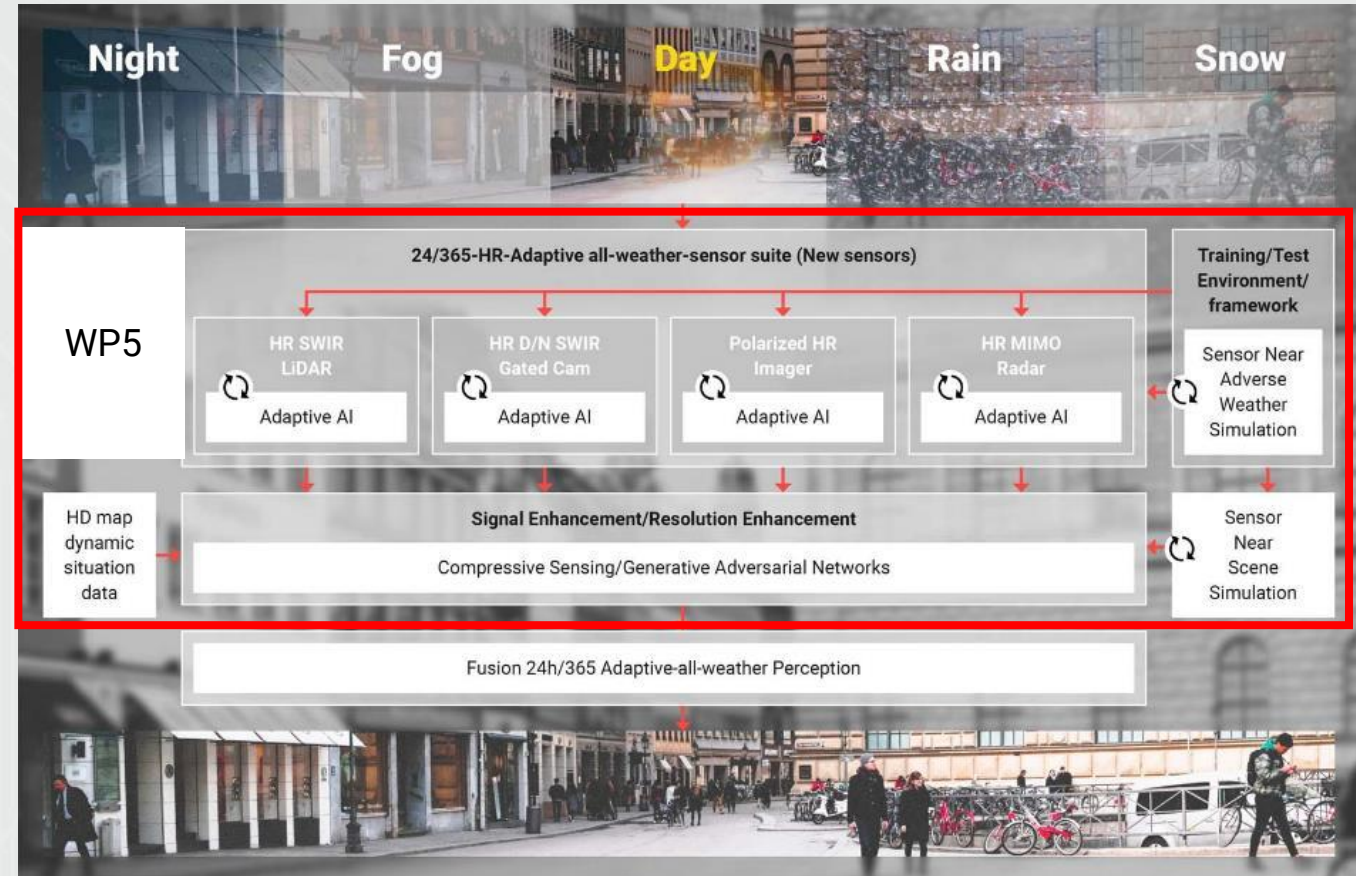 Night
Fog
Day
Rain
Snow
24/365-HR-Adaptive all-weather-sensor suite (New sensors)
Training/Test
Environment/
framework
WP5
HR SWIR
LiDAR
Adaptive AI
HR D/N SWIR
Gated Cam
Adaptive AI
Polarized HR
Imager
Adaptive AI
HR MIMO
Radar
Adaptive AI
Sensor Near
Adverse
Weather
Simulation
HD map
dynamic
situation
data
Signal Enhancement/Resolution Enhancement
Compressive Sensing/Generative Adversarial Networks
Sensor
Near
Scene
Simulation
Fusion 24h/365 Adaptive-all-weather Perception